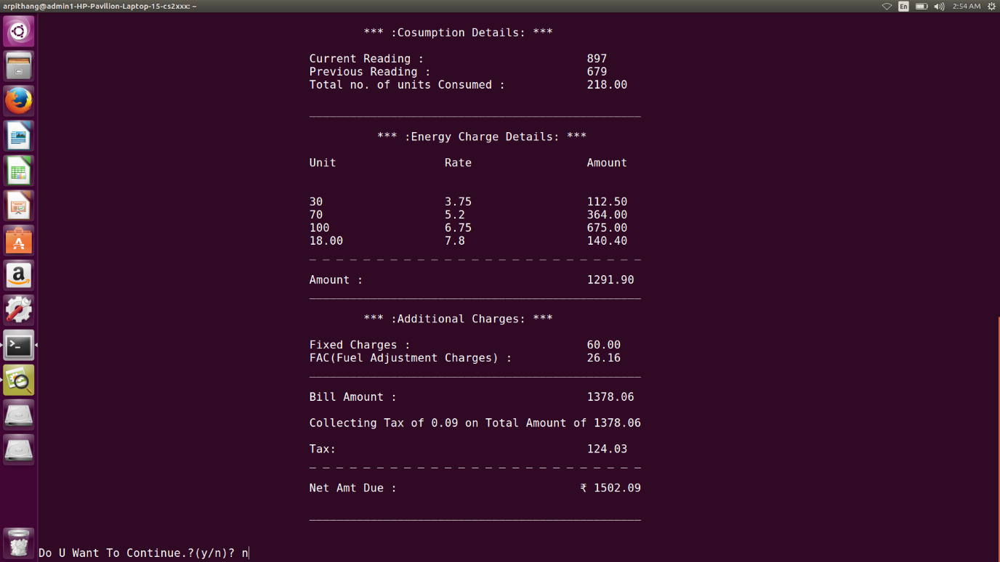 arpithang@admin1-HP-Pavilion-Laptop-15-cs2xxx: ~
En
2:54 AM
*** :Cosumption Details: ***
Current Reading : 897
Previous Reading : 679
Total no. of units Consumed : 218.00
*** :Energy Charge Details: ***
Unit Rate Amount
30 3.75 112.50
70 5.2 364.00
100 6.75 675.00
18.00 7.8 140.40
Amount : 1291.90
*** :Additional Charges: ***
Fixed Charges : 60.00
FAC(Fuel Adjustment Charges) : 26.16
Bill Amount : 1378.06
Collecting Tax of 0.09 on Total Amount of 1378.06
Tax: 124.03
Net Amt Due : ₹ 1502.09
Do U Want To Continue.?(y/n)? n